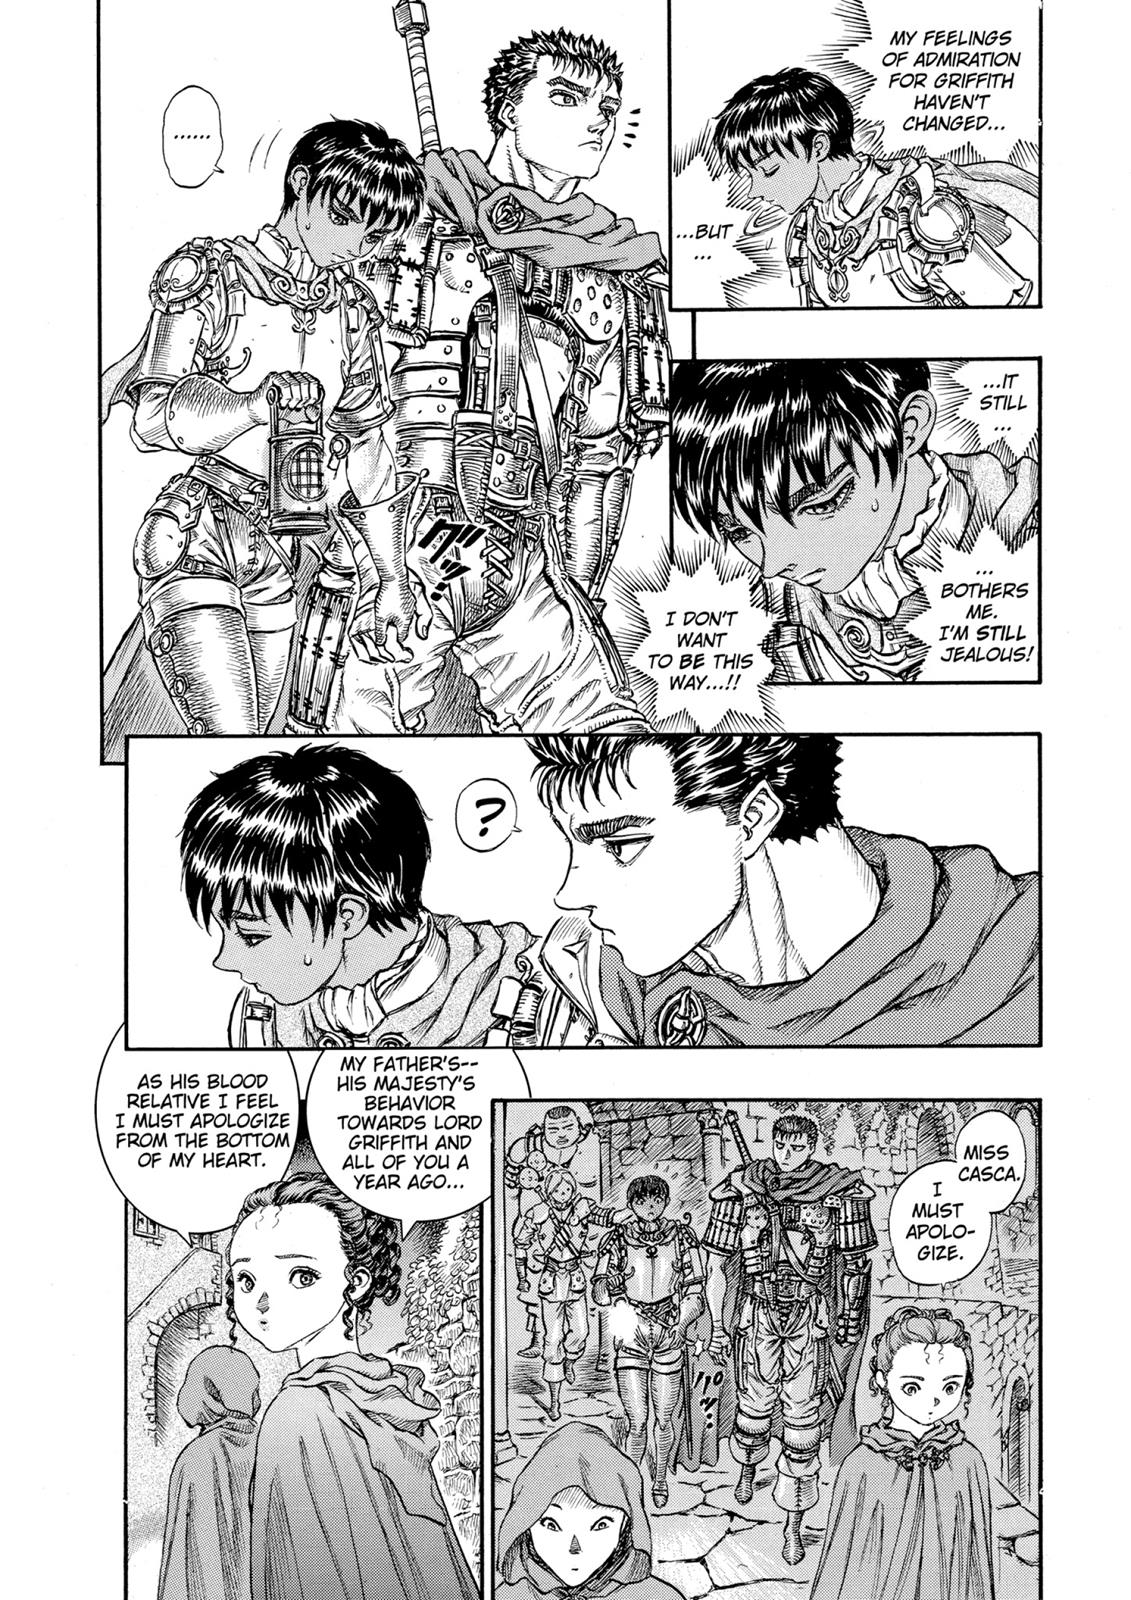 MY FEELINGS
OF ADMIRATION
FOR GRIFFITH
HAVEN'T
CHANGED...
...BUT
...
.......
...IT
STILL
...
...
BOTHERS
ME.
I'M STILL
JEALOUS!
I DON'T
WANT
TO BE THIS
WAY...!!
グッ
?
MY FATHER'S--
HIS MAJESTY'S
BEHAVIOR
TOWARDS LORD
GRIFFITH AND
ALL OF YOU A
YEAR AGO...
AS HIS BLOOD
RELATIVE I FEEL
I MUST APOLOGIZE
FROM THE BOTTOM
OF MY HEART.
MISS
CASCA.
I
MUST
APOLO-
GIZE.